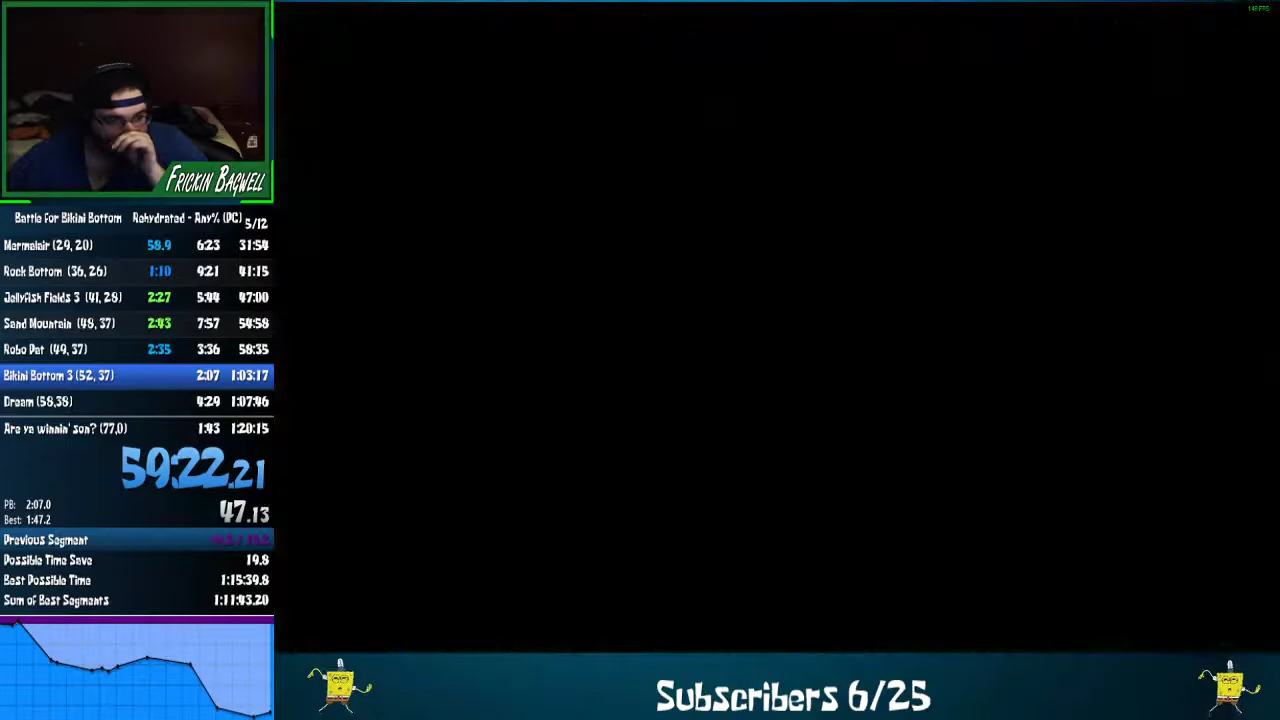 148 FPS
FRICKIN BAGWELL
Battle for Bikini Bottom Rehydrated - Any% (PC) 5/12
Mermalair (29, 20) 58.9 6:23 31:54
Rock Bottom (36, 26) 1:10 9:21 41:15
Jellyfish Fields 3 (41, 28) 2:27 5:44 47:00
Sand Mountain (48, 37) 2:43 7:57 54:58
Robo Pat (49, 37) 2:35 3:36 58:35
Bikini Bottom 3 (52, 37) 2:07 1:03:17
Dream (58,38) 4:29 1:07:46
Are ya winnin' son? (77,0) 1:43 1:20:15
59:22.21
PB: 2:07.0
Best: 1:47.2
47.13
Previous Segment
Possible Time Save 19.8
Best Possible Time 1:15:39.8
Sum of Best Segments 1:11:43.20
Subscribers 6/25